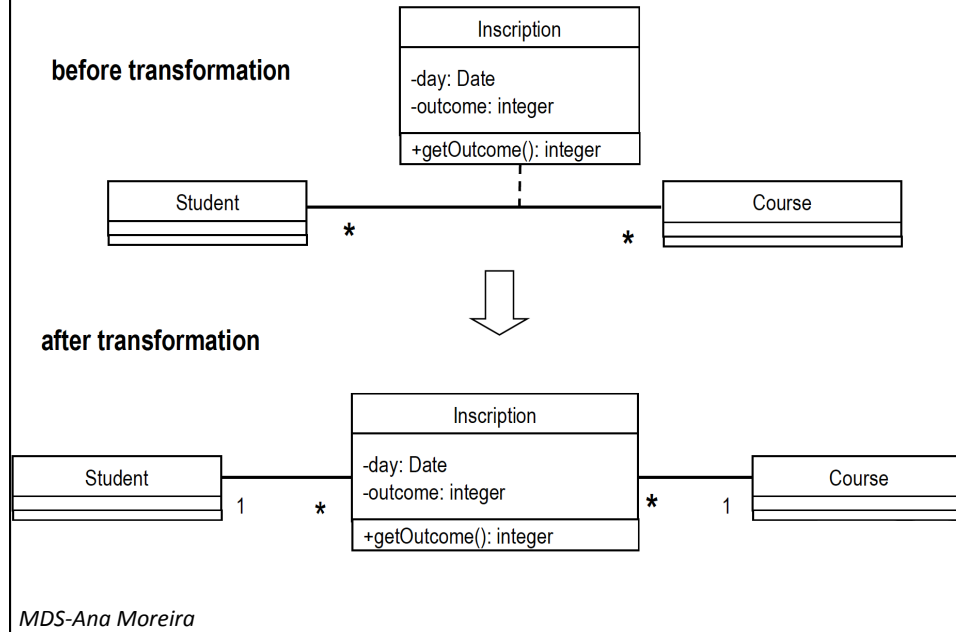 Inscription
before transformation
-day: Date
-outcome: integer
+getOutcome(): integer
Student
Course
*
*
after transformation
Inscription
-day: Date
-outcome: integer
+getOutcome(): integer
Student
Course
1
*
*
1
MDS-Ana Moreira